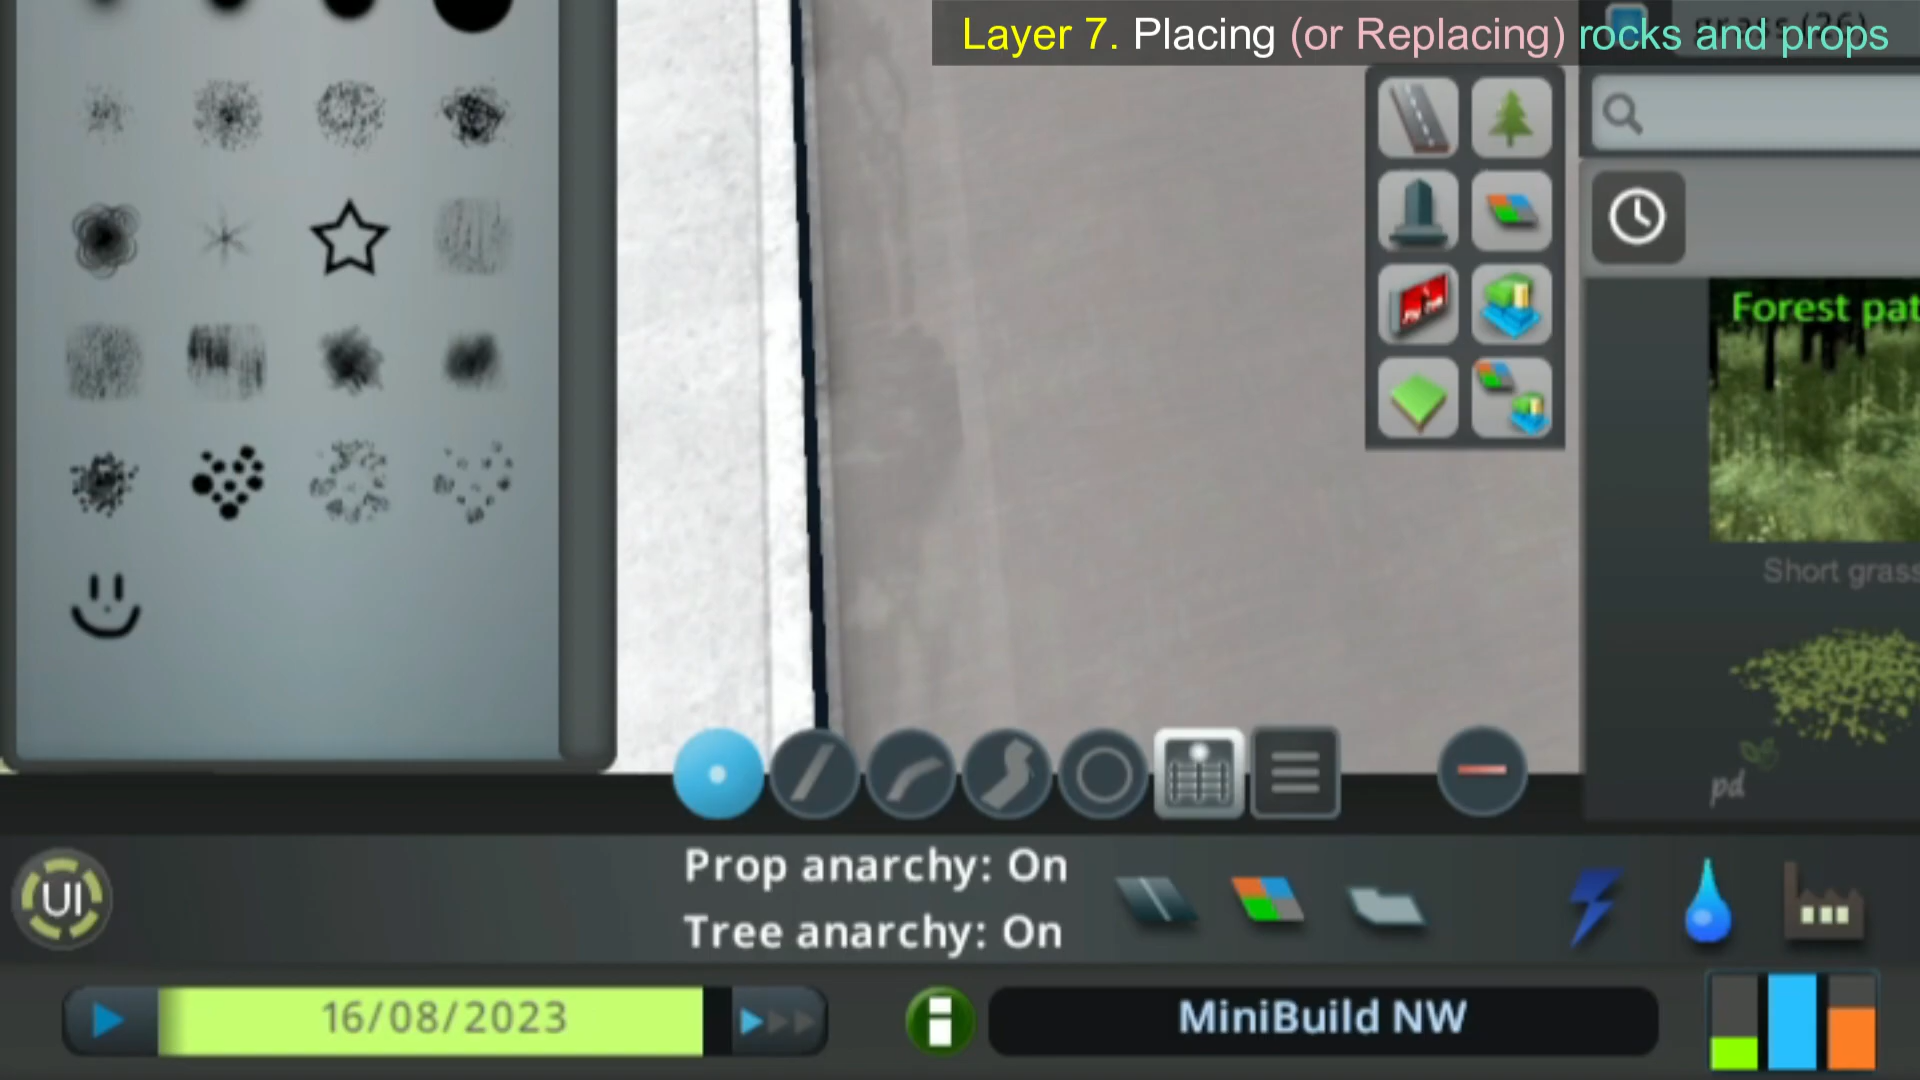 Layer 7. Placing (or Replacing) rocks and props
Forest pat
Short grass
pd
UI
Prop anarchy: On
Tree anarchy: On
16/08/2023
MiniBuild NW